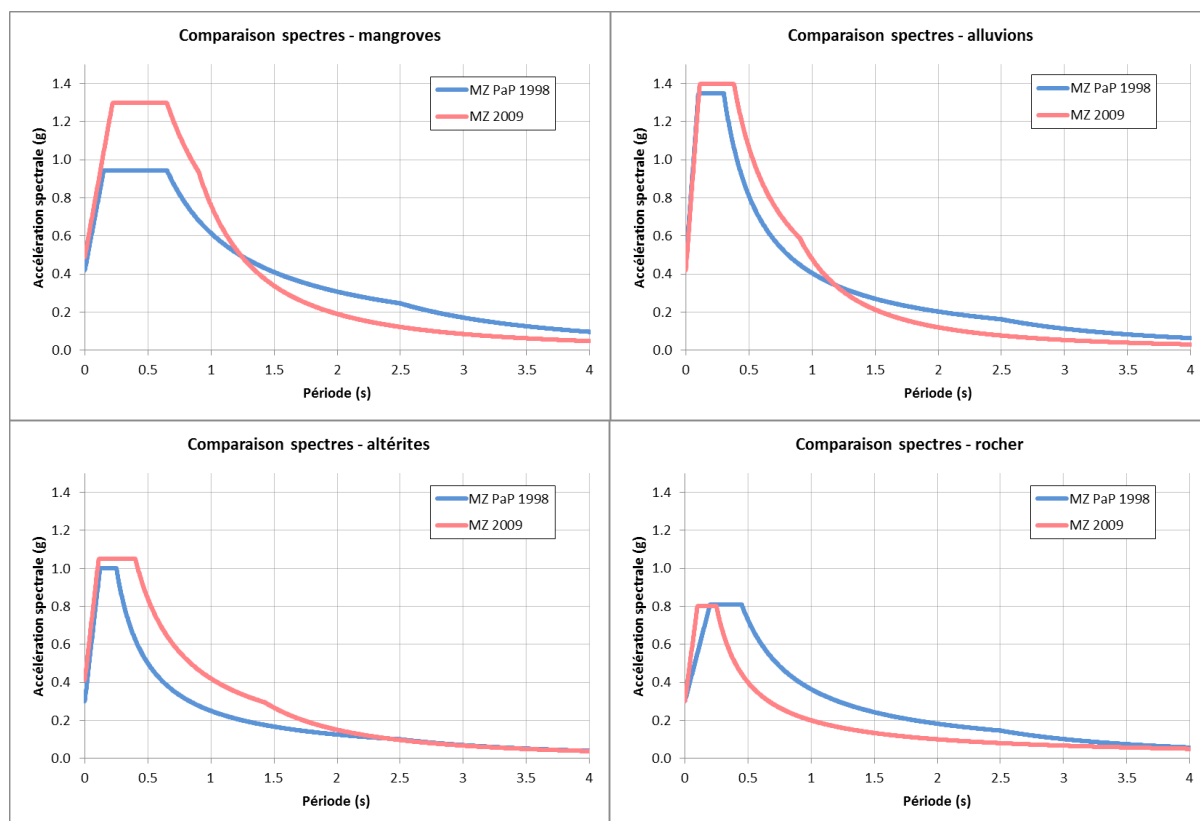 Comparaison spectres - mangroves
Accélération spectrale (g)
1.4
1.2
1.0
0.8
0.6
0.4
0.2
0.0
MZ PaP 1998
MZ 2009
0 0.5 1 1.5 2 2.5 3 3.5 4
Période (s)
Comparaison spectres - alluvions
Accélération spectrale (g)
1.4
1.2
1.0
0.8
0.6
0.4
0.2
0.0
MZ PaP 1998
MZ 2009
0 0.5 1 1.5 2 2.5 3 3.5 4
Période (s)
Comparaison spectres - altérites
Accélération spectrale (g)
1.4
1.2
1.0
0.8
0.6
0.4
0.2
0.0
MZ PaP 1998
MZ 2009
0 0.5 1 1.5 2 2.5 3 3.5 4
Période (s)
Comparaison spectres - rocher
Accélération spectrale (g)
1.4
1.2
1.0
0.8
0.6
0.4
0.2
0.0
MZ PaP 1998
MZ 2009
0 0.5 1 1.5 2 2.5 3 3.5 4
Période (s)